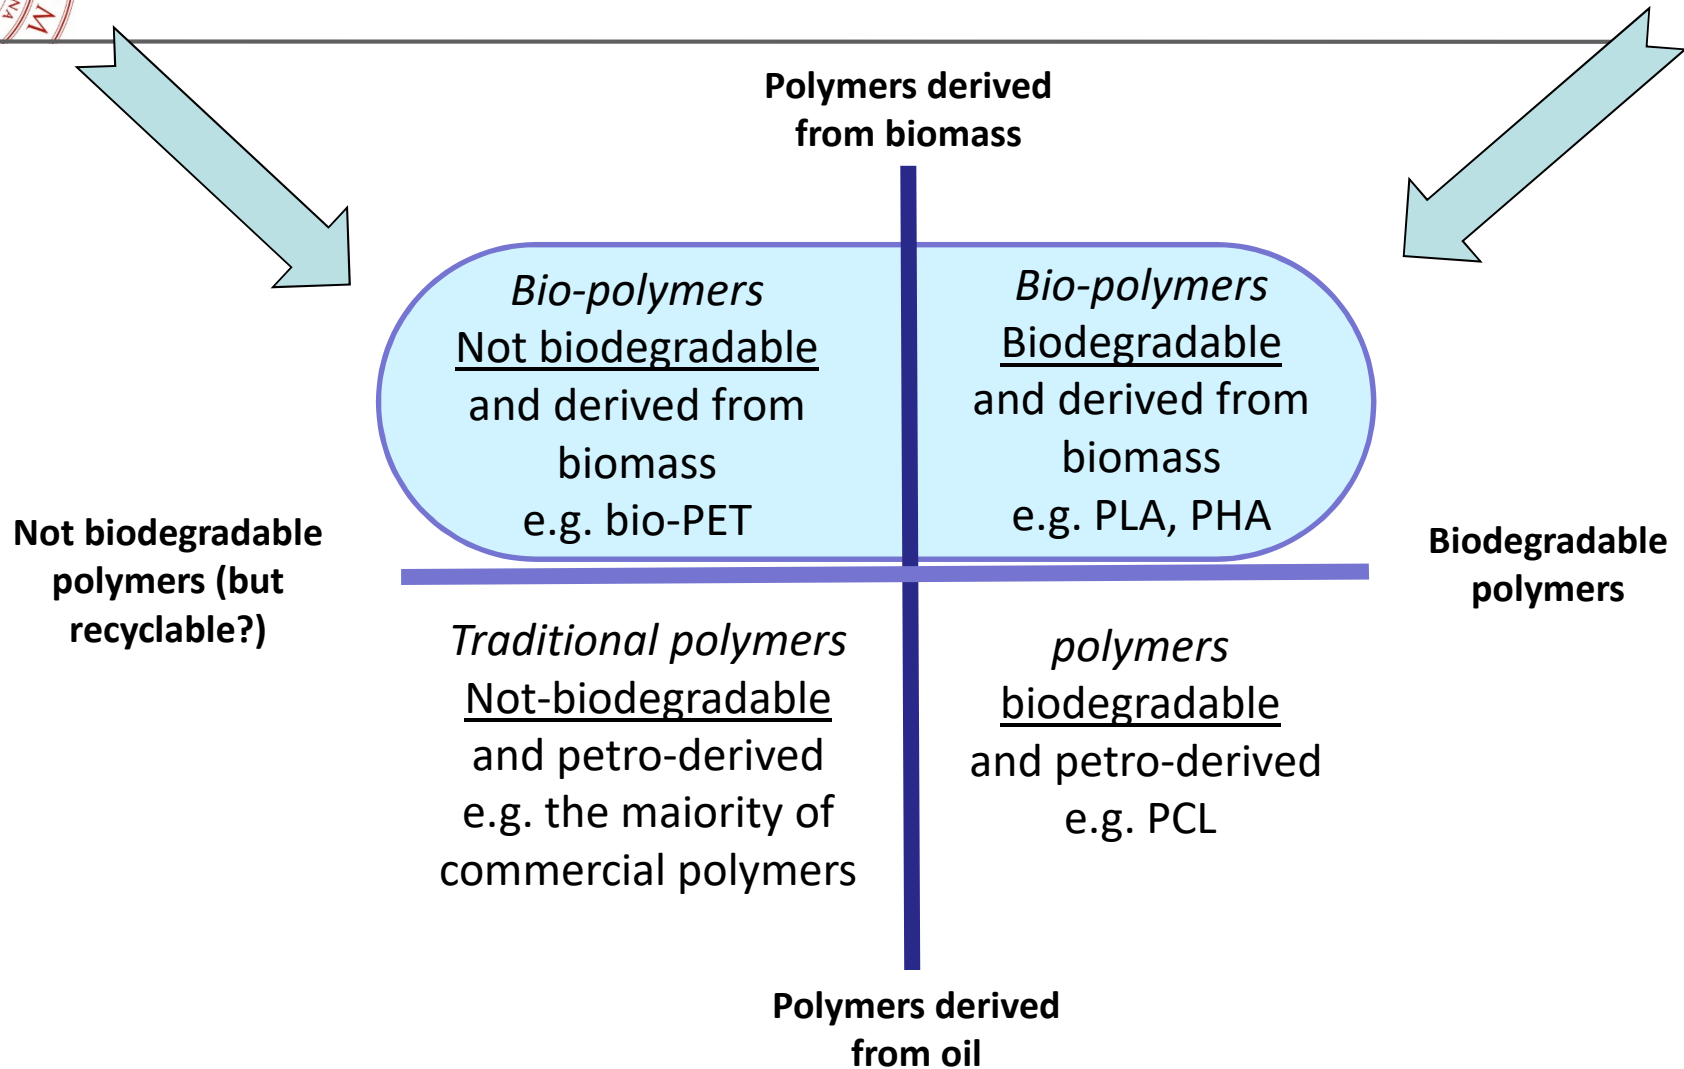 Polymers derived
from biomass
Bio-polymers
Not biodegradable
and derived from
biomass
e.g. bio-PET
Bio-polymers
Biodegradable
and derived from
biomass
e.g. PLA, PHA
Not biodegradable
polymers (but
recyclable?)
Biodegradable
polymers
Traditional polymers
Not-biodegradable
and petro-derived
e.g. the maiority of
commercial polymers
polymers
biodegradable
and petro-derived
e.g. PCL
Polymers derived
from oil